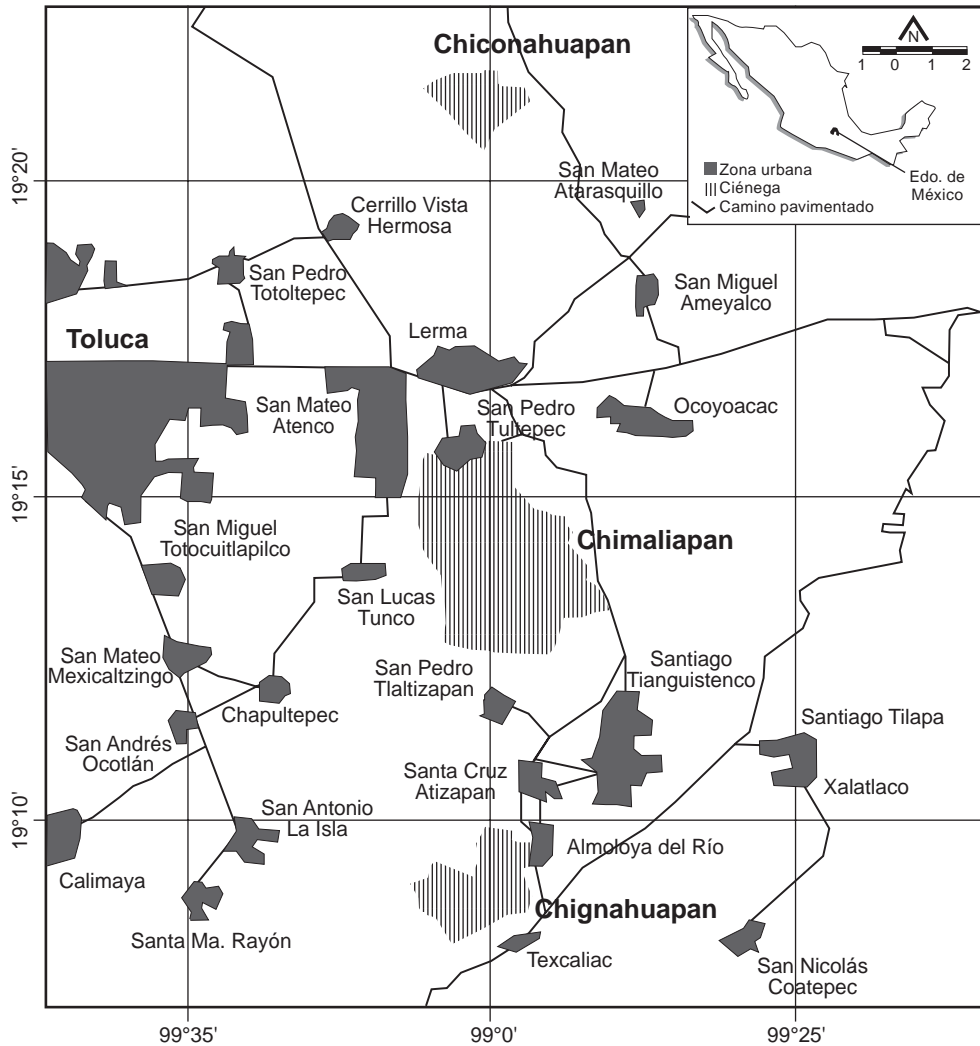 Chiconahuapan
N
1 0 1 2
Zona urbana
Ciénega
Camino pavimentado
Edo. de
México
19°20'
San Mateo
Atarasquillo
Cerrillo Vista
Hermosa
San Pedro
Totoltepec
San Miguel
Ameyalco
Toluca
Lerma
San Mateo
Atenco
San Pedro
Tultepec
Ocoyoacac
19°15'
San Miguel
Totocuitlapilco
Chimaliapan
San Lucas
Tunco
San Mateo
Mexicaltzingo
San Pedro
Tlaltizapan
Santiago
Tianguistenco
Chapultepec
Santiago Tilapa
San Andrés
Ocotlán
Santa Cruz
Atizapan
Xalatlaco
19°10'
San Antonio
La Isla
Almoloya del Río
Calimaya
Chignahuapan
Santa Ma. Rayón
Texcaliac
San Nicolás
Coatepec
99°35'
99°0'
99°25'